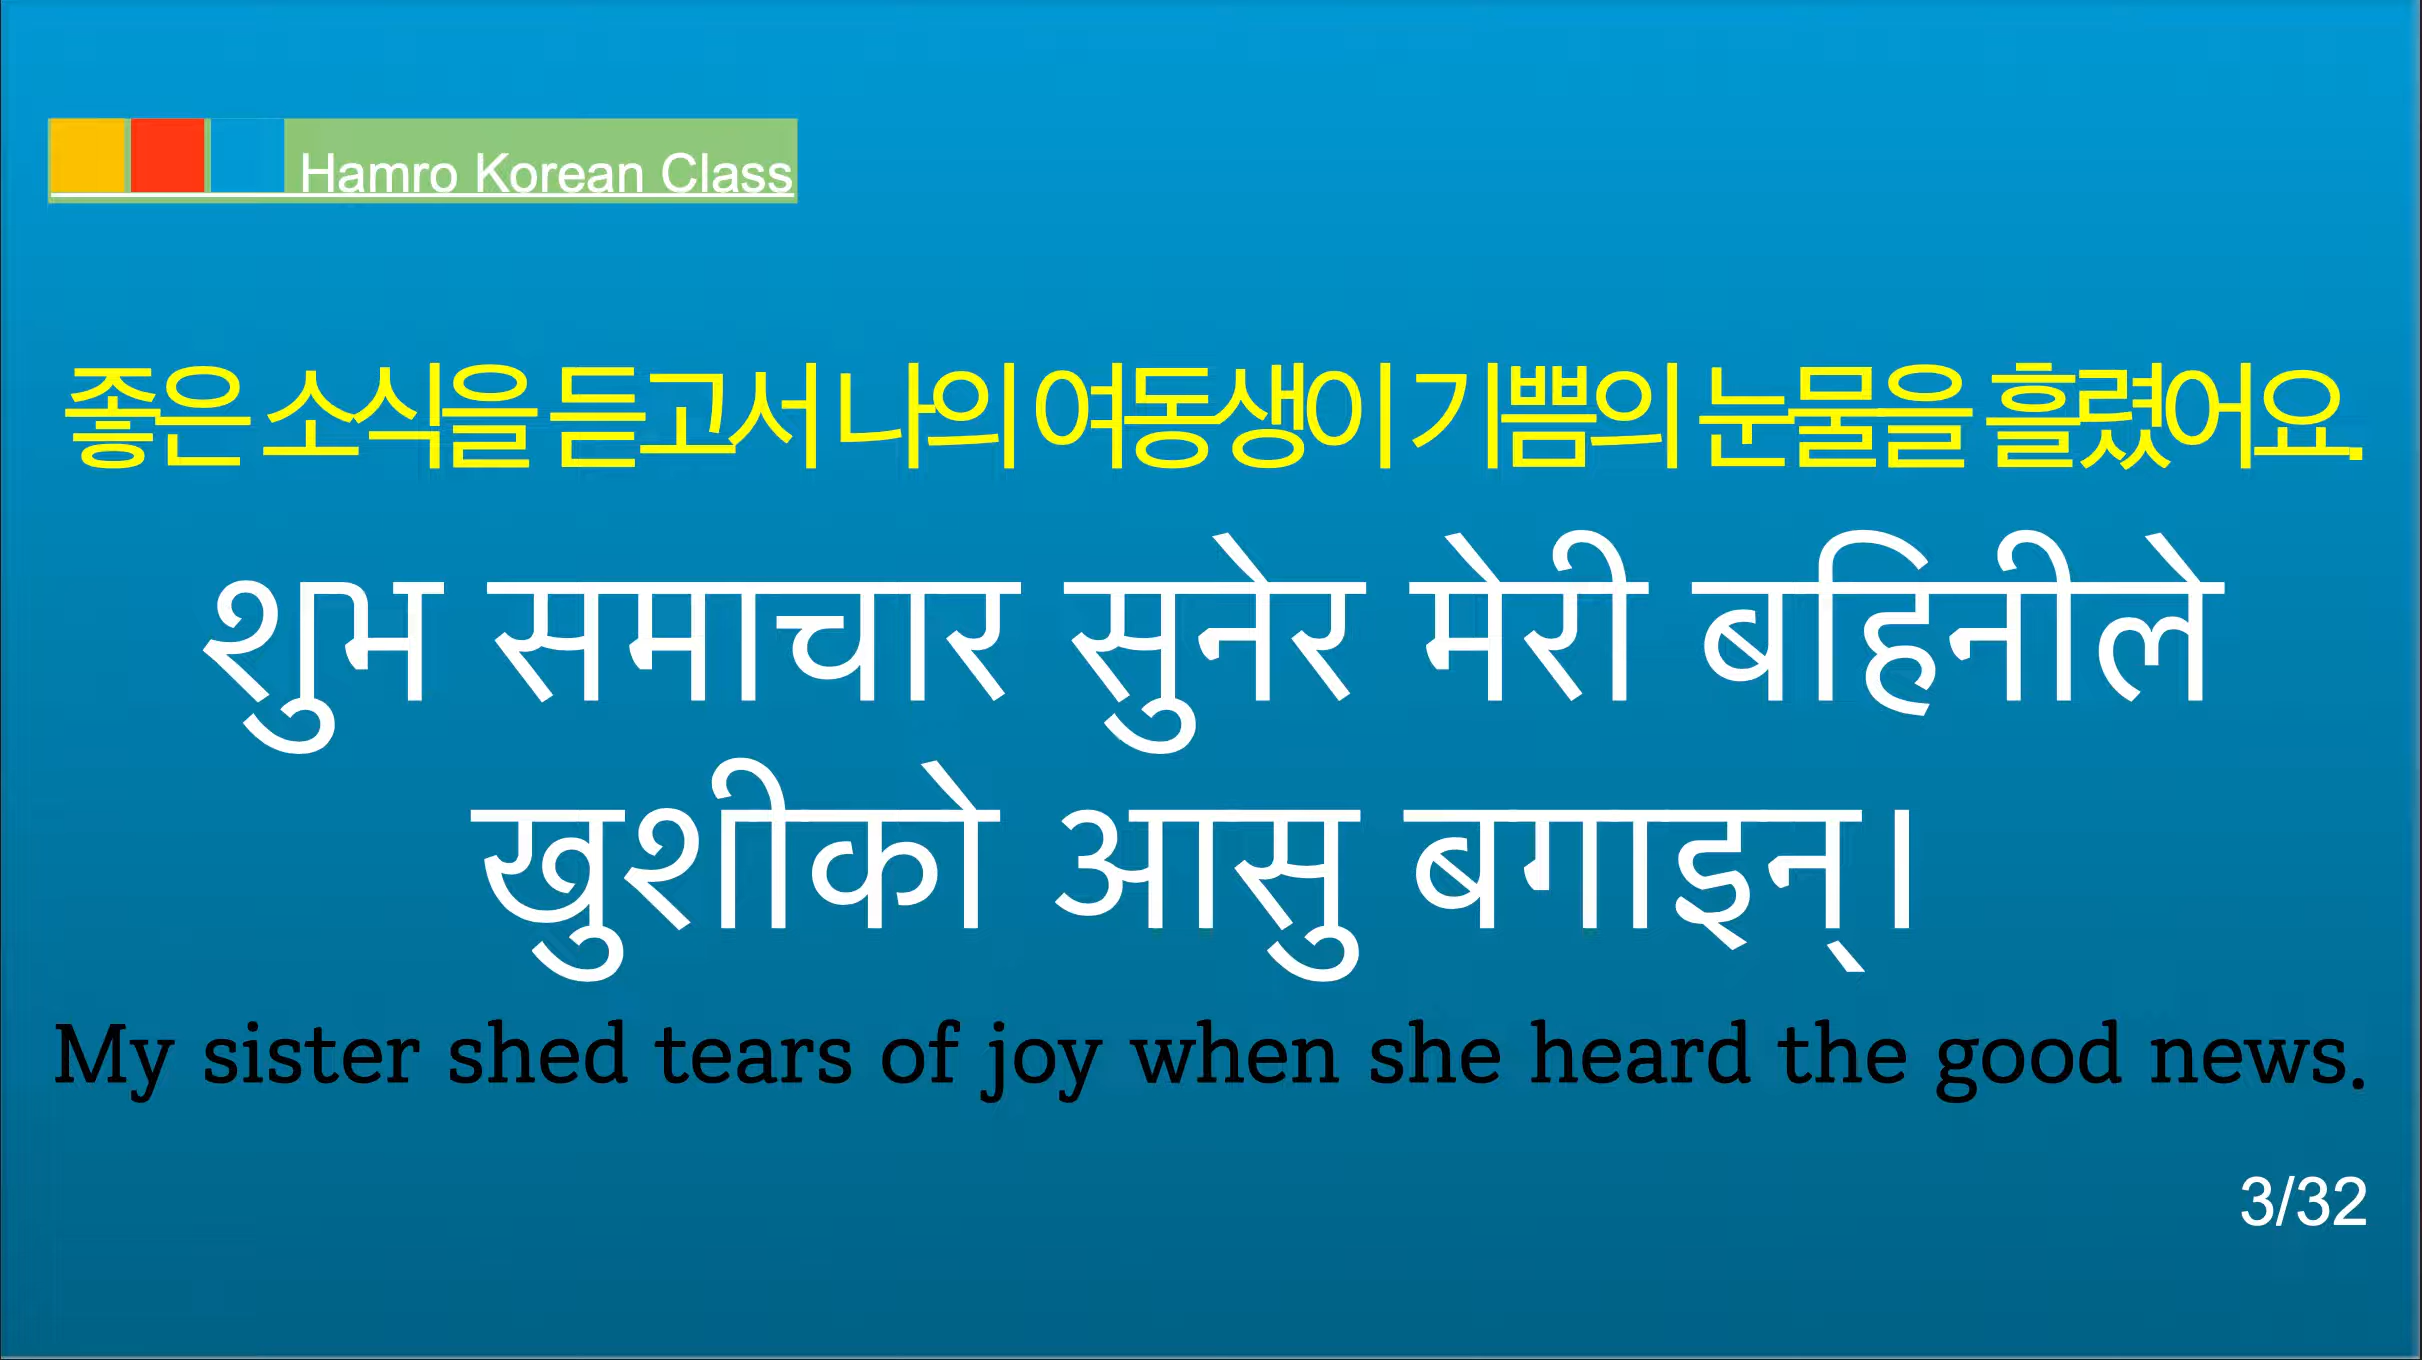 Hamro Korean Class
좋은 소식을 듣고서 나의 여동생이 기쁨의 눈물을 흘렸어요.
शुभ समाचार सुनेर मेरी बहिनीले
खुशीको आसु बगाइन्।
My sister shed tears of joy when she heard the good news.
3/32